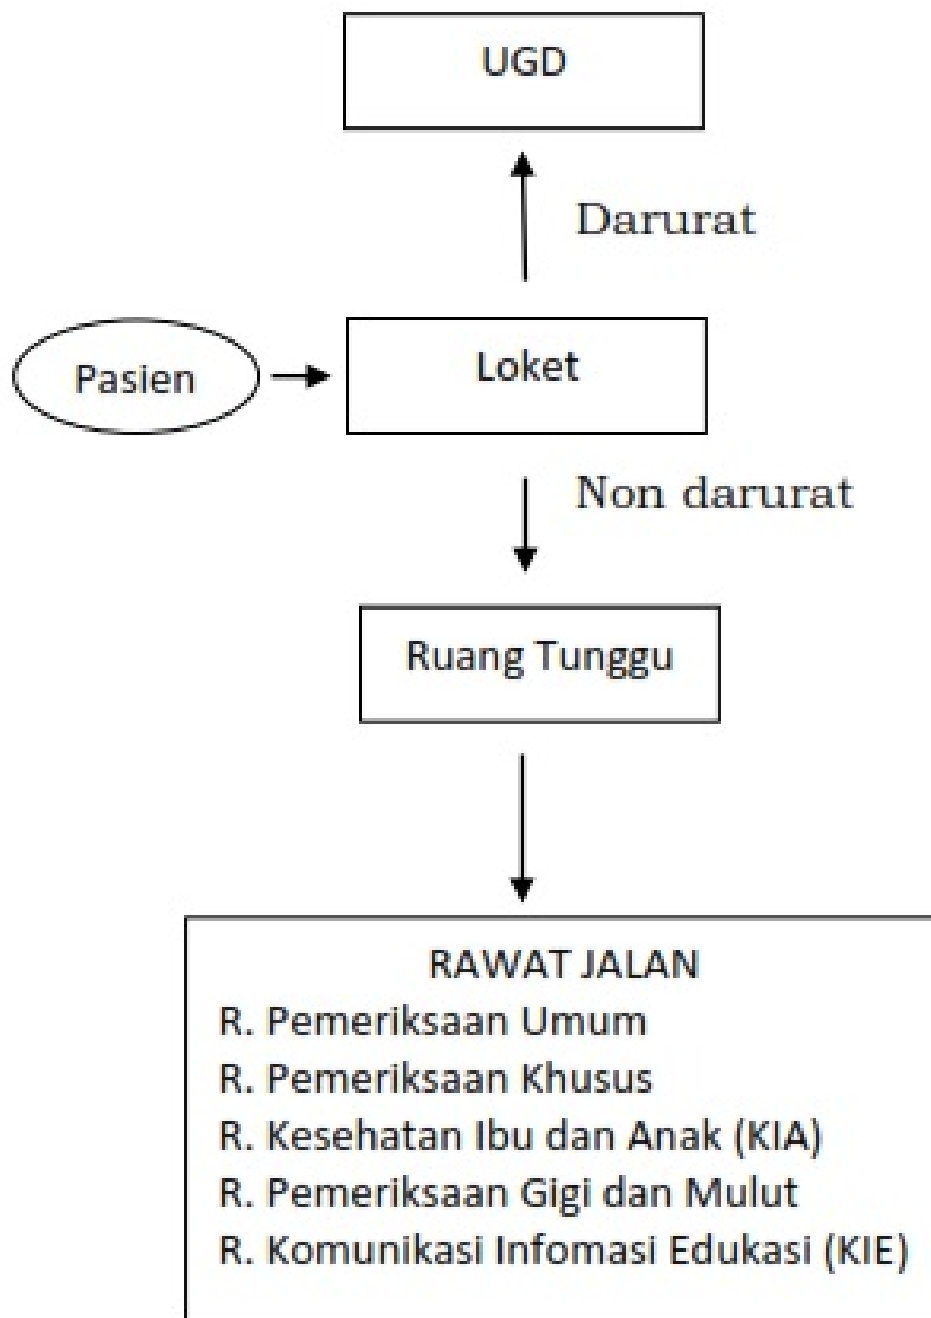 UGD
Darurat
Pasien
Loket
Non darurat
Ruang Tunggu
RAWAT JALAN
R. Pemeriksaan Umum
R. Pemeriksaan Khusus
R. Kesehatan Ibu dan Anak (KIA)
R. Pemeriksaan Gigi dan Mulut
R. Komunikasi Infomasi Edukasi (KIE)